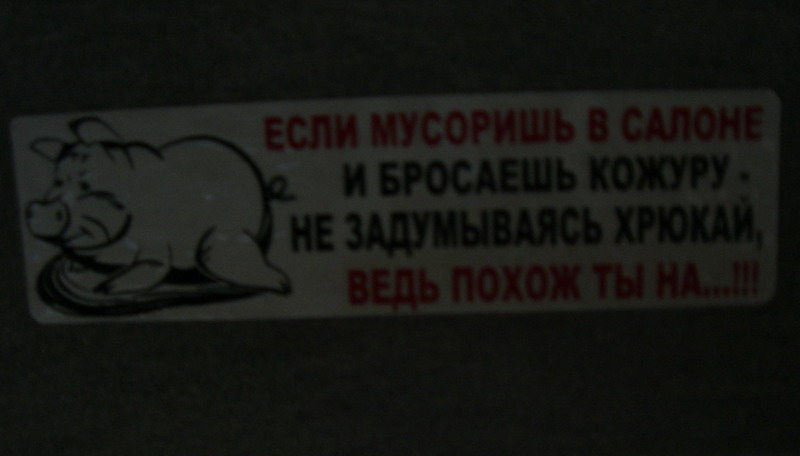 ЕСЛИ МУСОРИШЬ В САЛОНЕ
И БРОСАЕШЬ КОЖУРУ -
НЕ ЗАДУМЫВАЯСЬ ХРЮКАЙ,
ВЕДЬ ПОХОЖ ТЫ НА...!!!